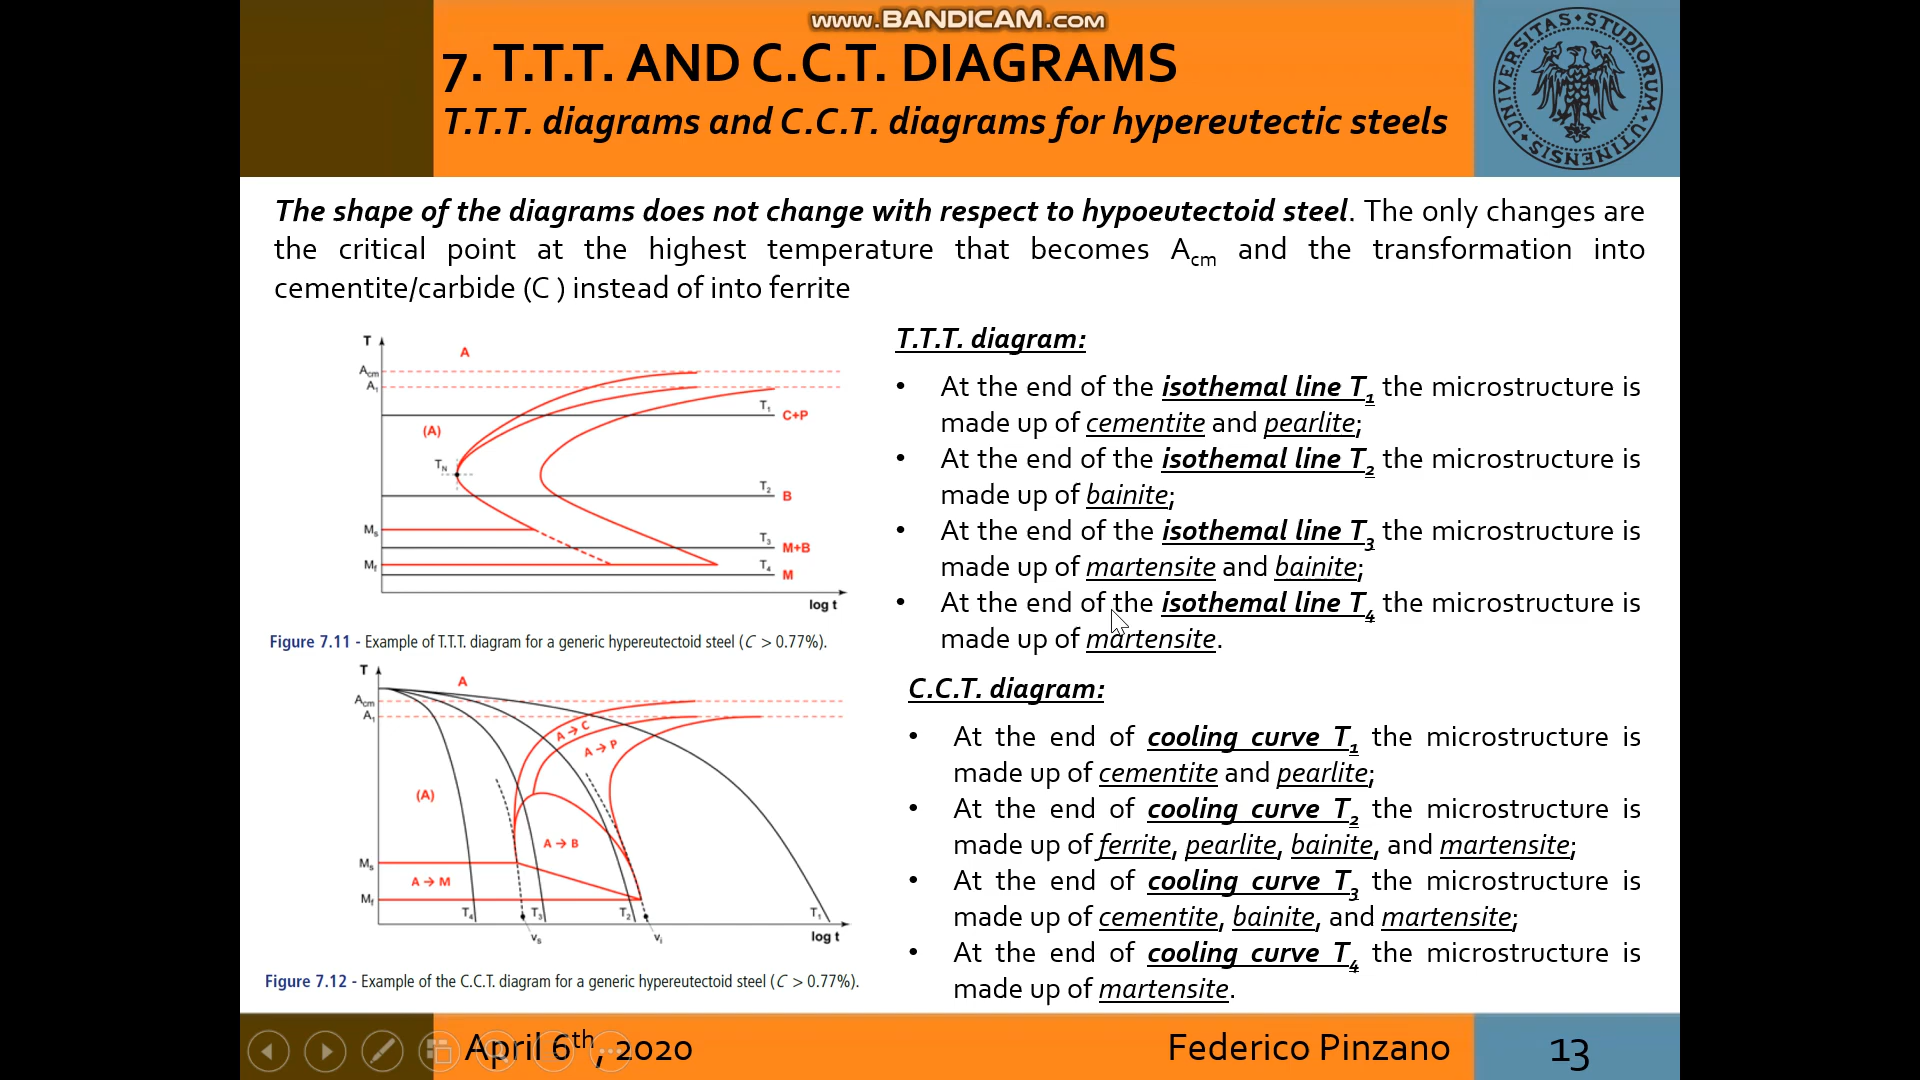 www.BANDICAM.com
7. T.T.T. AND C.C.T. DIAGRAMS
T.T.T. diagrams and C.C.T. diagrams for hypereutectic steels
UNIVERSITAS STUDIORUM UTINENSIS
The shape of the diagrams does not change with respect to hypoeutectoid steel. The only changes are
the critical point at the highest temperature that becomes Acm and the transformation into
cementite/carbide (C ) instead of into ferrite
T
A
Acm
A1
T1
C+P
(A)
TN
T2
B
Ms
T3
M+B
Mf
T4
M
log t
Figure 7.11 - Example of T.T.T. diagram for a generic hypereutectoid steel (C > 0.77%).
T
A
Acm
A1
A → C
A → P
(A)
A → B
Ms
A → M
Mf
T4
T3
T2
T1
vs
vi
log t
Figure 7.12 - Example of the C.C.T. diagram for a generic hypereutectoid steel (C > 0.77%).
T.T.T. diagram:
• At the end of the isothemal line T1 the microstructure is
made up of cementite and pearlite;
• At the end of the isothemal line T2 the microstructure is
made up of bainite;
• At the end of the isothemal line T3 the microstructure is
made up of martensite and bainite;
• At the end of the isothemal line T4 the microstructure is
made up of martensite.
C.C.T. diagram:
• At the end of cooling curve T1 the microstructure is
made up of cementite and pearlite;
• At the end of cooling curve T2 the microstructure is
made up of ferrite, pearlite, bainite, and martensite;
• At the end of cooling curve T3 the microstructure is
made up of cementite, bainite, and martensite;
• At the end of cooling curve T4 the microstructure is
made up of martensite.
April 6th, 2020
Federico Pinzano
13